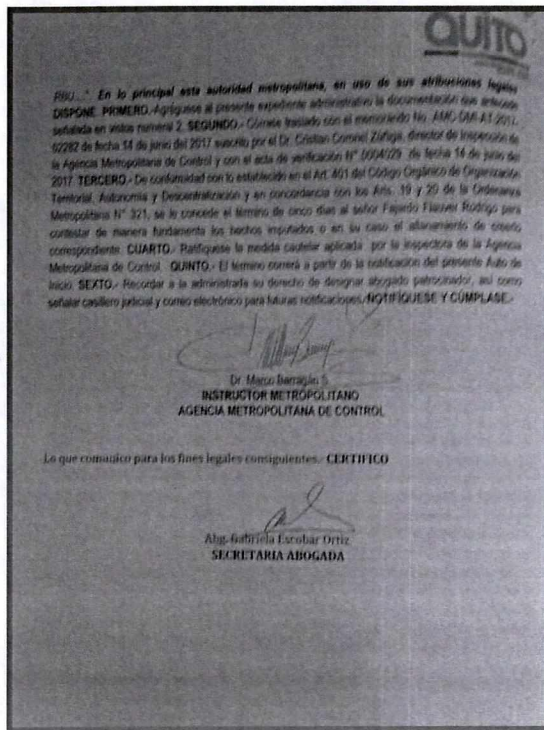 QUITO
RBU...". En lo principal esta autoridad metropolitana, en uso de sus atribuciones legales
DISPONE. PRIMERO.-Agréguese al presente expediente administrativo la documentación que antecede
señalada en vistos numeral 2. SEGUNDO.- Córrase traslado con el memorando No. AMC-DMI-AT-2017-
02282 de fecha 14 de junio del 2017 suscrito por el Dr. Cristian Coronel Zúñiga, director de Inspección de
la Agencia Metropolitana de Control y con el acta de verificación N° 0004029 de fecha 14 de junio del
2017. TERCERO.- De conformidad con lo establecido en el Art. 401 del Código Orgánico de Organización
Territorial, Autonomía y Descentralización y en concordancia con los Arts. 19 y 20 de la Ordenanza
Metropolitana N° 321, se le concede el término de cinco días al señor Fajardo Rodrigo para
contestar de manera fundamenta los hechos imputados o en su caso el allanamiento de
correspondiente. CUARTO.- Ratifíquese la medida cautelar aplicada por la inspectora de la Agencia
Metropolitana de Control. QUINTO.- El término correrá a partir de la notificación del presente Auto de
Inicio. SEXTO.- Recordar a la administrada su derecho de designar abogado patrocinador, así como
señalar casillero judicial y correo electrónico para futuras notificaciones. NOTIFÍQUESE Y CÚMPLASE.-
Dr. Marco Barragán S.
INSTRUCTOR METROPOLITANO
AGENCIA METROPOLITANA DE CONTROL
Lo que comunico para los fines legales consiguientes.- CERTIFICO
Abg. Gabriela Escobar Ortiz
SECRETARIA ABOGADA